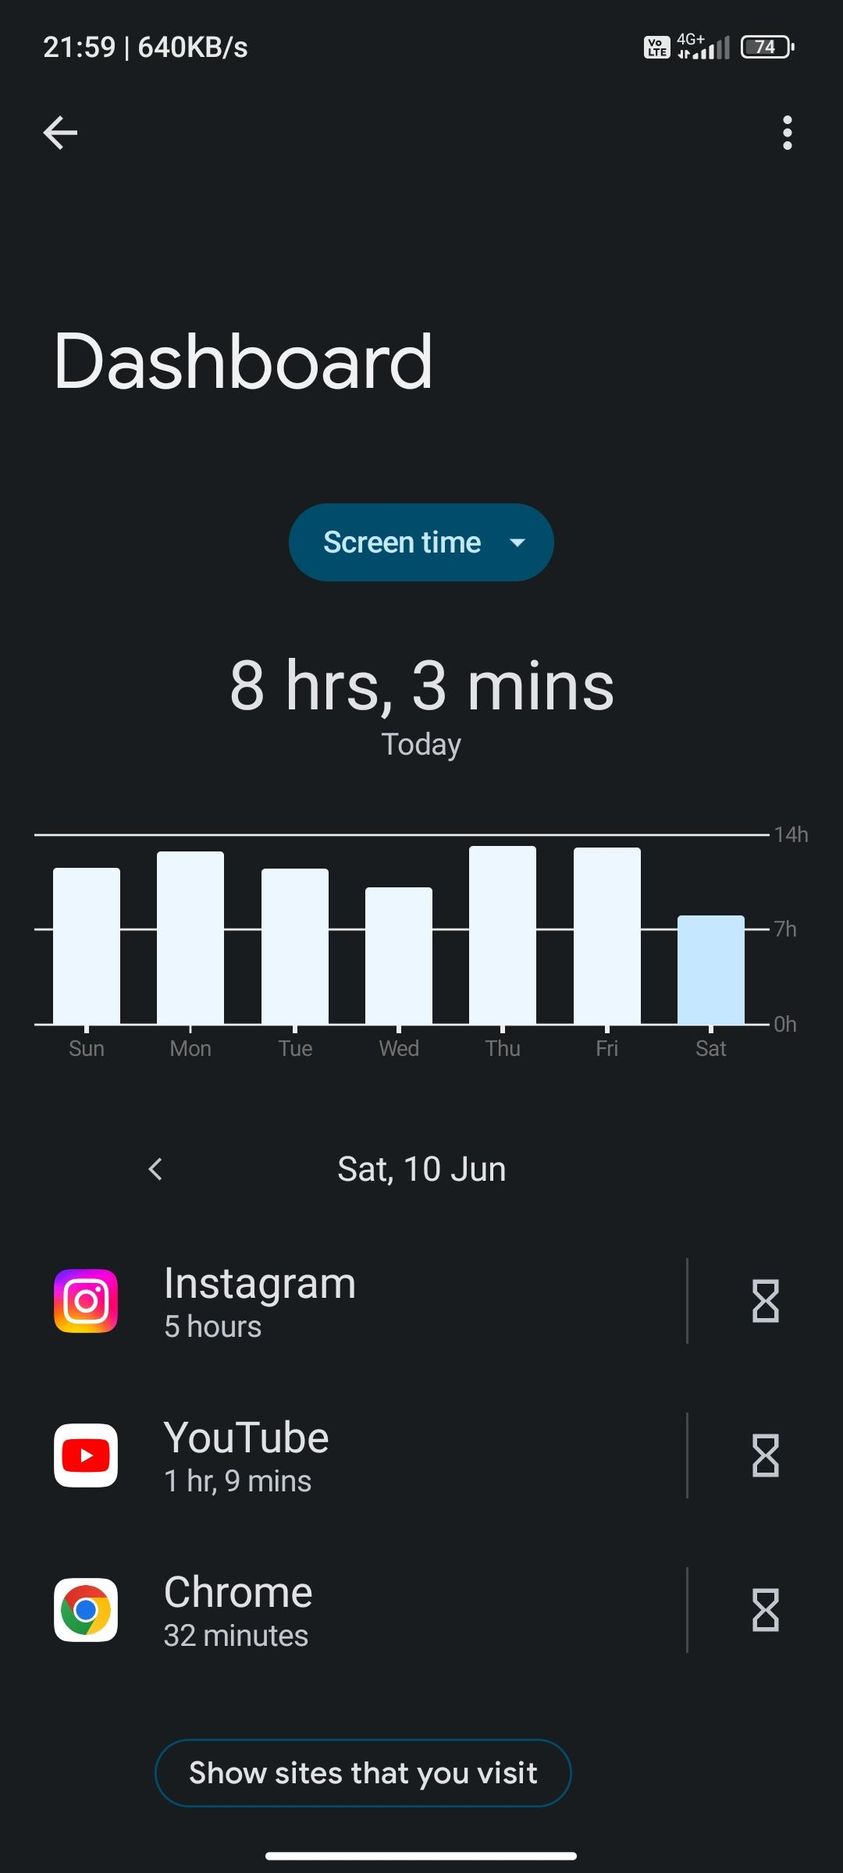 21:59 | 640KB/s Vo LTE 4G+ 74
Dashboard
Screen time
8 hrs, 3 mins
Today
14h
7h
0h
Sun Mon Tue Wed Thu Fri Sat
Sat, 10 Jun
Instagram
5 hours
YouTube
1 hr, 9 mins
Chrome
32 minutes
Show sites that you visit